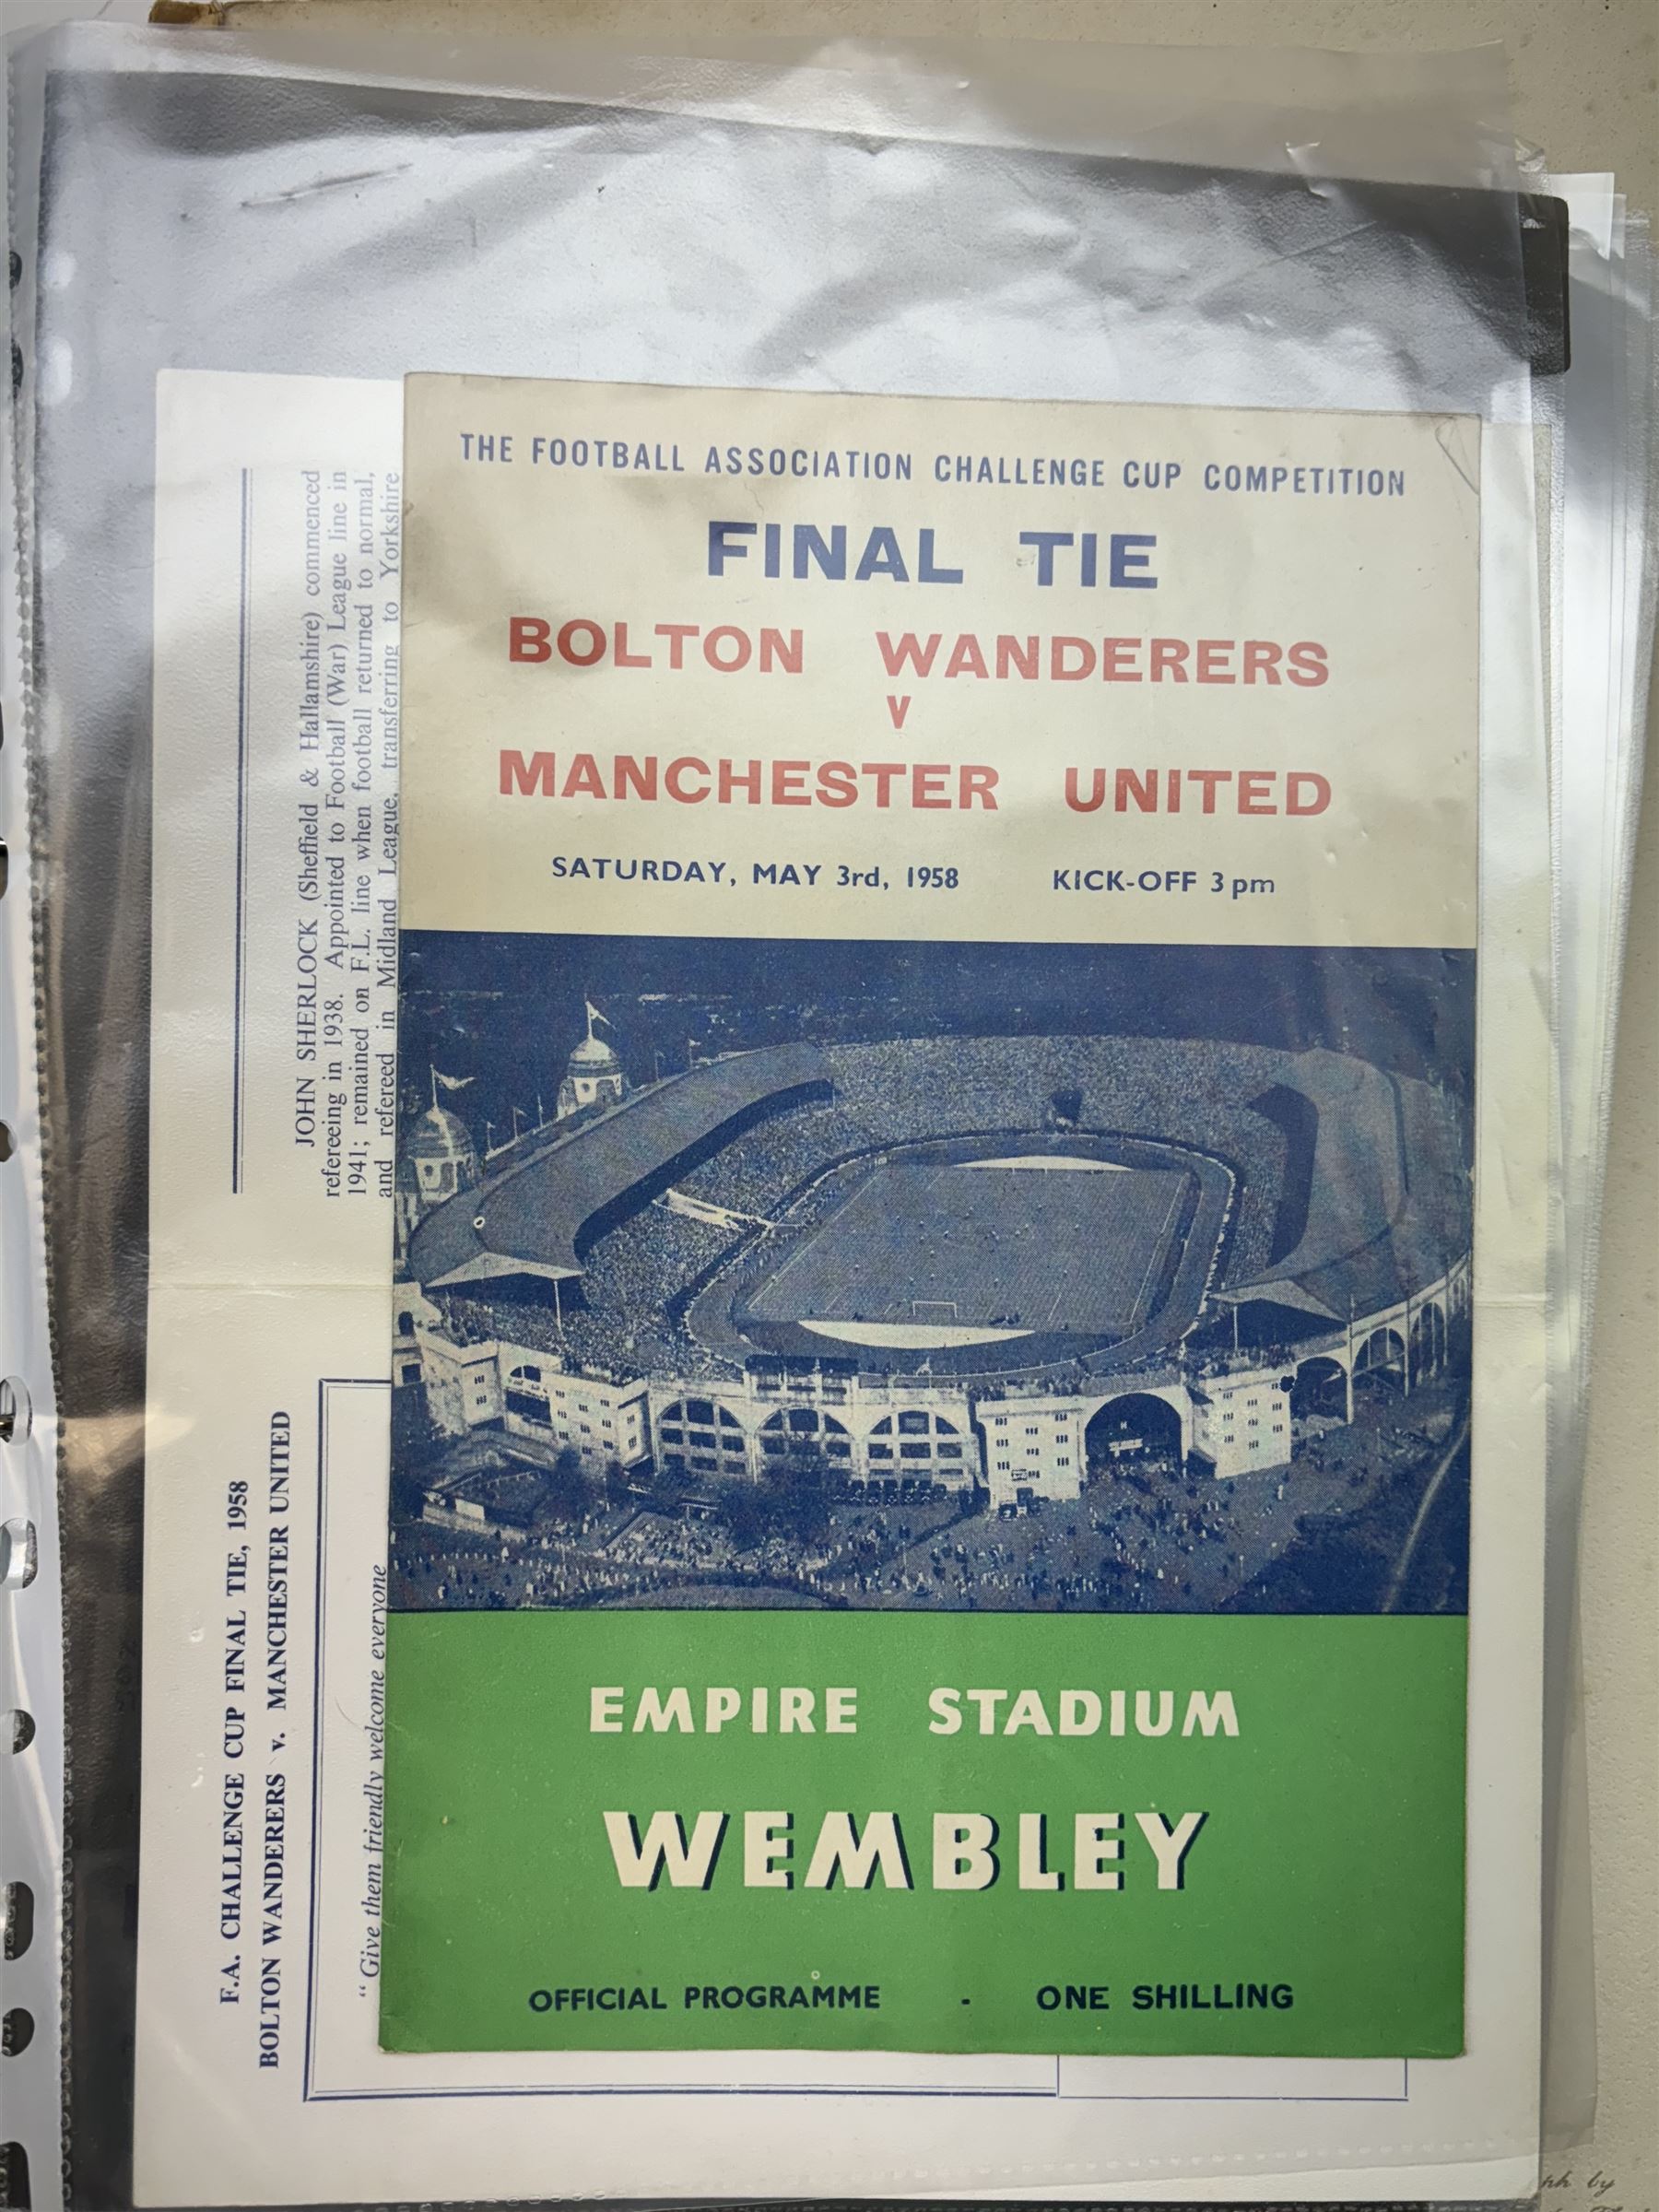 THE FOOTBALL ASSOCIATION CHALLENGE CUP COMPETITION
FINAL TIE
BOLTON WANDERERS
V
MANCHESTER UNITED
SATURDAY, MAY 3rd, 1958 KICK-OFF 3 pm
EMPIRE STADIUM
WEMBLEY
OFFICIAL PROGRAMME - ONE SHILLING
F.A. CHALLENGE CUP FINAL TIE, 1958
BOLTON WANDERERS v. MANCHESTER UNITED
"Give them friendly welcome everyone
JOHN SHERLOCK (Sheffield & Hallamshire) commenced
refereeing in 1938. Appointed to Football (War) League line in
1941; remained on F.L. line when football returned to normal,
and refereed in Midland League, transferring to Yorkshire
by